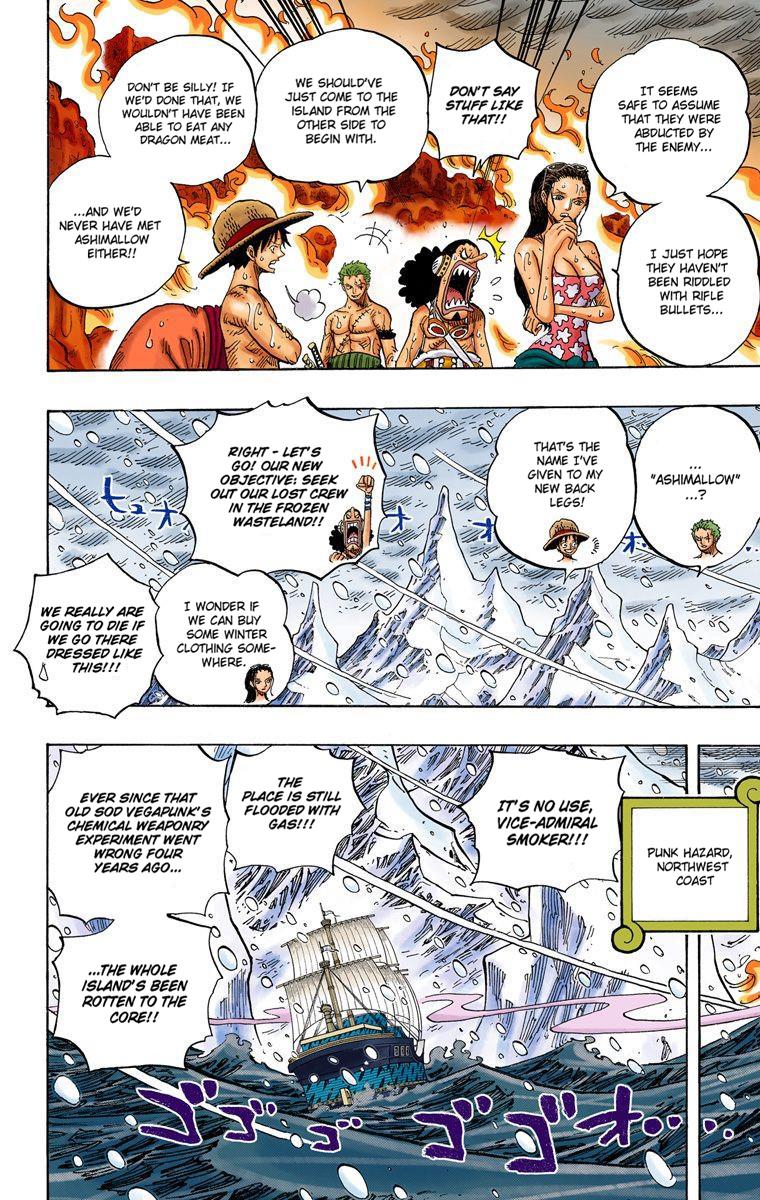 IT SEEMS
SAFE TO ASSUME
THAT THEY WERE
ABDUCTED BY
THE ENEMY...
I JUST HOPE
THEY HAVEN'T
BEEN RIDDLED
WITH RIFLE
BULLETS...
DON'T SAY
STUFF LIKE
THAT!!
WE SHOULD'VE
JUST COME TO THE
ISLAND FROM THE
OTHER SIDE TO
BEGIN WITH.
DON'T BE SILLY! IF
WE'D DONE THAT, WE
WOULDN'T HAVE BEEN
ABLE TO EAT ANY
DRAGON MEAT...
...AND WE'D
NEVER HAVE MET
ASHIMALLOW
EITHER!!
...
"ASHIMALLOW"
...?
THAT'S THE
NAME I'VE
GIVEN TO MY
NEW BACK
LEGS!
RIGHT - LET'S
GO! OUR NEW
OBJECTIVE: SEEK
OUT OUR LOST CREW
IN THE FROZEN
WASTELAND!!
ヒュオ
オ
オ
I WONDER IF
WE CAN BUY
SOME WINTER
CLOTHING SOME-
WHERE.
WE REALLY ARE
GOING TO DIE IF
WE GO THERE
DRESSED LIKE
THIS!!!
PUNK HAZARD,
NORTHWEST
COAST
IT'S NO USE,
VICE-ADMIRAL
SMOKER!!!
THE
PLACE IS STILL
FLOODED WITH
GAS!!!
EVER SINCE THAT
OLD SOD VEGAPUNK'S
CHEMICAL WEAPONRY
EXPERIMENT WENT
WRONG FOUR
YEARS AGO...
...THE WHOLE
ISLAND'S BEEN
ROTTEN TO THE
CORE!!
ゴゴゴゴゴオ...